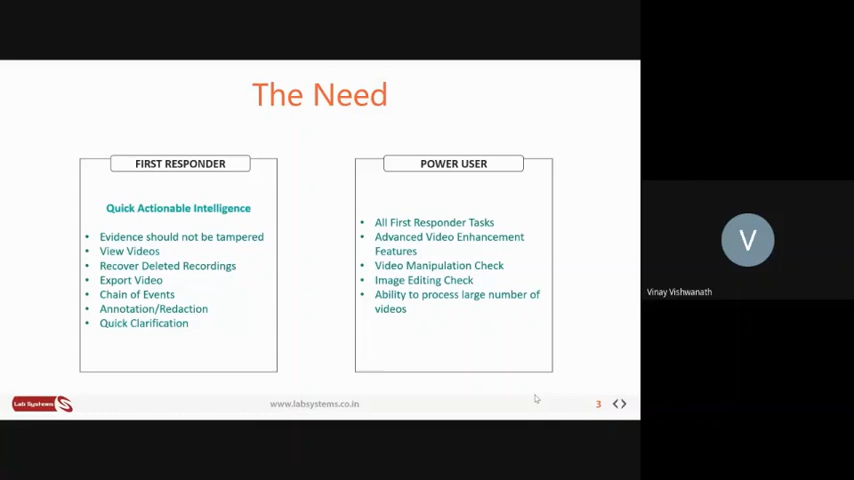 The Need
FIRST RESPONDER
Quick Actionable Intelligence
• Evidence should not be tampered
• View Videos
• Recover Deleted Recordings
• Export Video
• Chain of Events
• Annotation/Redaction
• Quick Clarification
POWER USER
• All First Responder Tasks
• Advanced Video Enhancement
Features
• Video Manipulation Check
• Image Editing Check
• Ability to process large number of
videos
Lab Systems
www.labsystems.co.in
3
V
Vinay Vishwanath